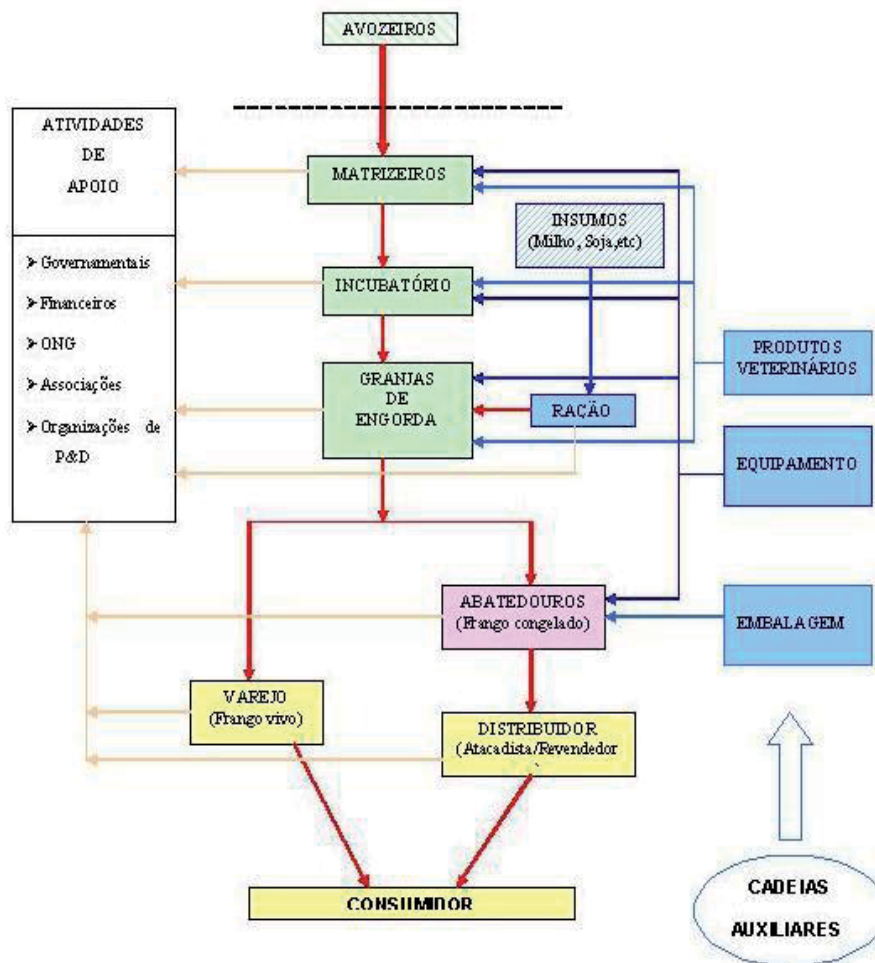 AVOZEIROS
ATIVIDADES
DE
APOIO
➤ Governamentais
➤ Financeiros
➤ ONG
➤ Associações
➤ Organizações de
P&D
MATRIZEIROS
INSUMOS
(Milho, Soja,etc)
INCUBATÓRIO
GRANJAS
DE
ENGORDA
RAÇÃO
PRODUTOS
VETERINÁRIOS
EQUIPAMENTO
EMBALAGEM
ABATEDOUROS
(Frango congelado)
VAREJO
(Frango vivo)
DISTRIBUIDOR
(Atacadista/Revendedor
CONSUMIDOR
CADEIAS
AUXILIARES